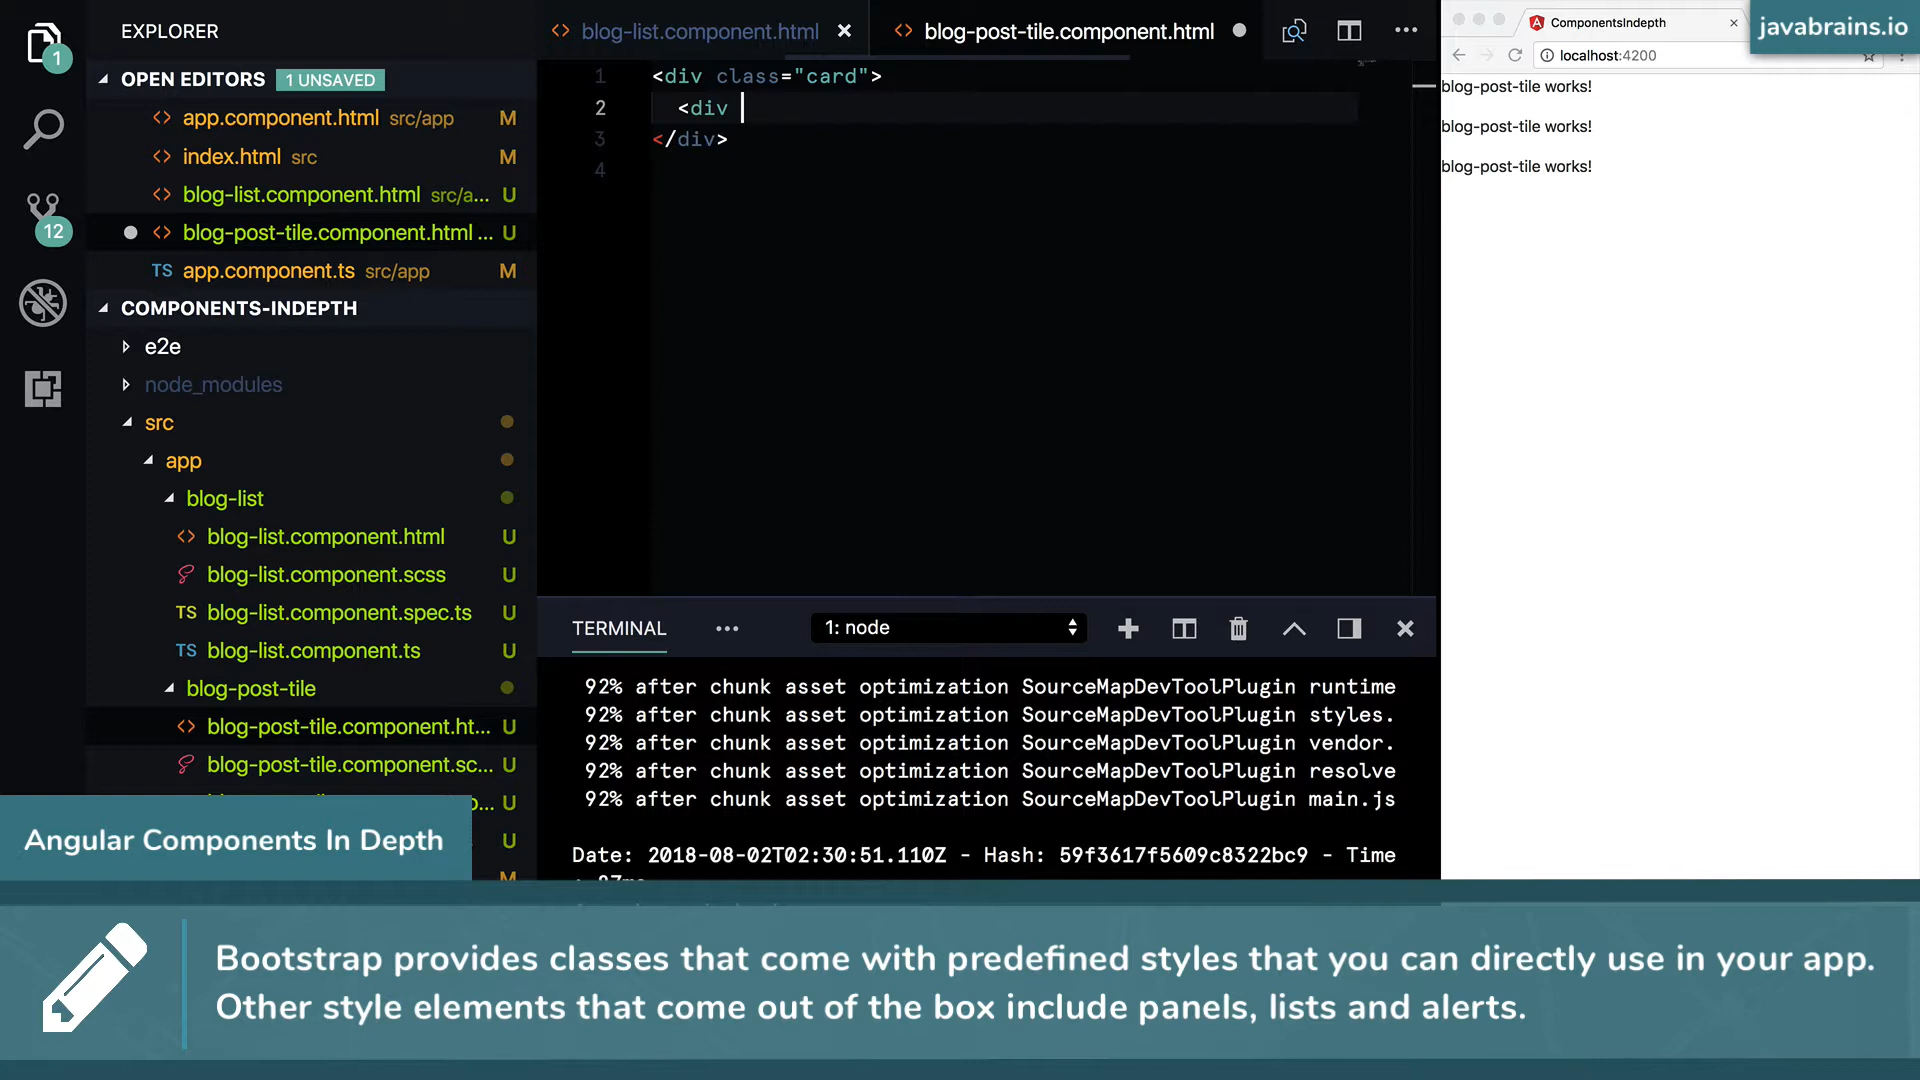 EXPLORER
OPEN EDITORS 1 UNSAVED
app.component.html src/app M
index.html src M
blog-list.component.html src/a... U
blog-post-tile.component.html ... U
TS app.component.ts src/app M
COMPONENTS-INDEPTH
e2e
node_modules
src
app
blog-list
blog-list.component.html U
blog-list.component.scss U
TS blog-list.component.spec.ts U
TS blog-list.component.ts U
blog-post-tile
blog-post-tile.component.ht... U
blog-post-tile.component.sc... U
U
U
M
1
12
blog-list.component.html
blog-post-tile.component.html
1 <div class="card">
2 <div
3 </div>
4
TERMINAL
1: node
92% after chunk asset optimization SourceMapDevToolPlugin runtime
92% after chunk asset optimization SourceMapDevToolPlugin styles.
92% after chunk asset optimization SourceMapDevToolPlugin vendor.
92% after chunk asset optimization SourceMapDevToolPlugin resolve
92% after chunk asset optimization SourceMapDevToolPlugin main.js
Date: 2018-08-02T02:30:51.110Z - Hash: 59f3617f5609c8322bc9 - Time
ComponentsIndepth
localhost:4200
javabrains.io
blog-post-tile works!
blog-post-tile works!
blog-post-tile works!
Angular Components In Depth
Bootstrap provides classes that come with predefined styles that you can directly use in your app.
Other style elements that come out of the box include panels, lists and alerts.